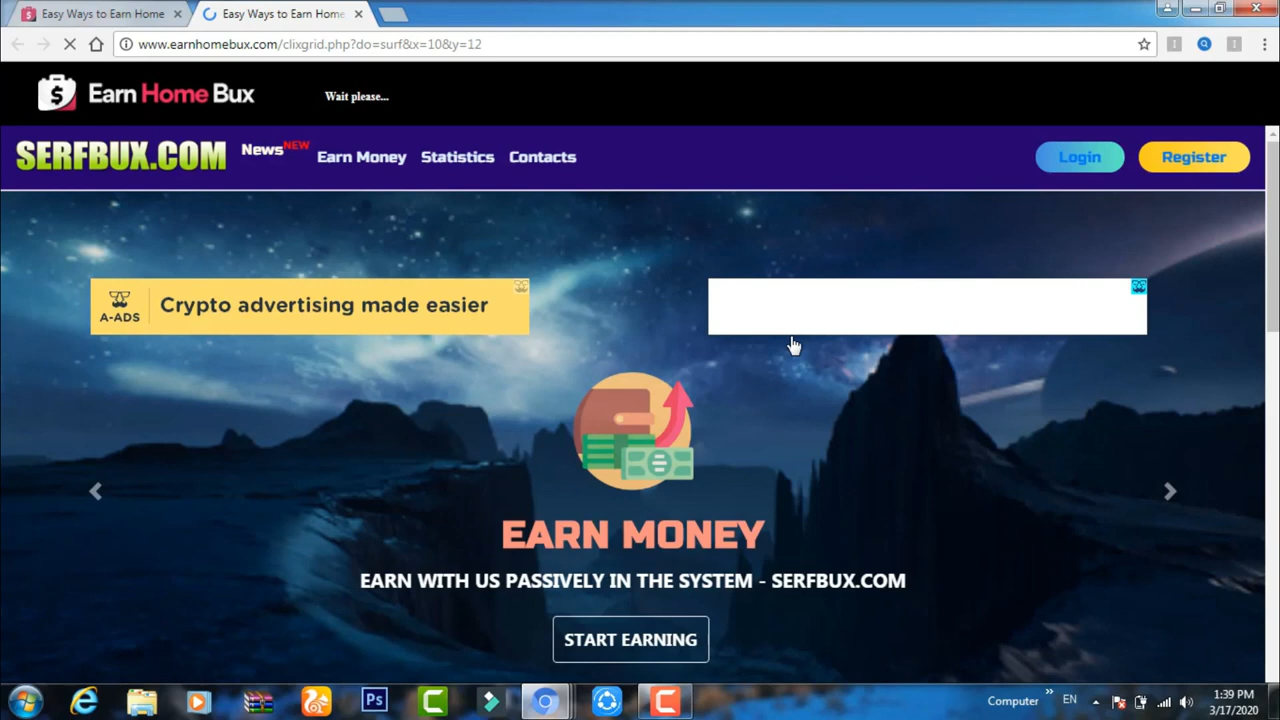 Easy Ways to Earn Home
Easy Ways to Earn Home
www.earnhomebux.com/clixgrid.php?do=surf&x=10&y=12
$ Earn Home Bux
Wait please...
SERFBUX.COM
News NEW
Earn Money
Statistics
Contacts
Login
Register
A-ADS
Crypto advertising made easier
EARN MONEY
EARN WITH US PASSIVELY IN THE SYSTEM - SERFBUX.COM
START EARNING
Ps
Computer
EN
1:39 PM
3/17/2020